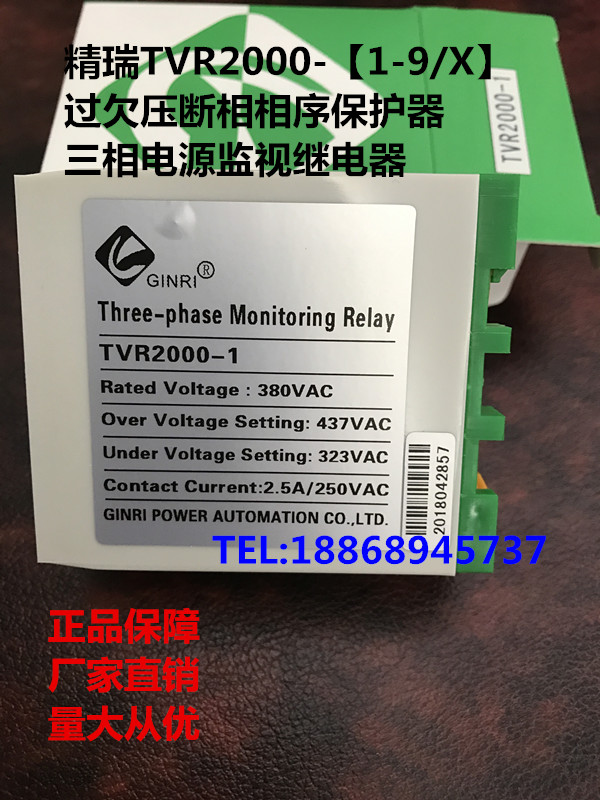 精瑞TVR2000-【1-9/X】
过欠压断相相序保护器
三相电源监视继电器
TVR2000-1
GINRI®
Three-phase Monitoring Relay
TVR2000-1
Rated Voltage : 380VAC
Over Voltage Setting: 437VAC
Under Voltage Setting: 323VAC
Contact Current:2.5A/250VAC
GINRI POWER AUTOMATION CO.,LTD.
2018042857
TEL:18868945737
正品保障
厂家直销
量大从优